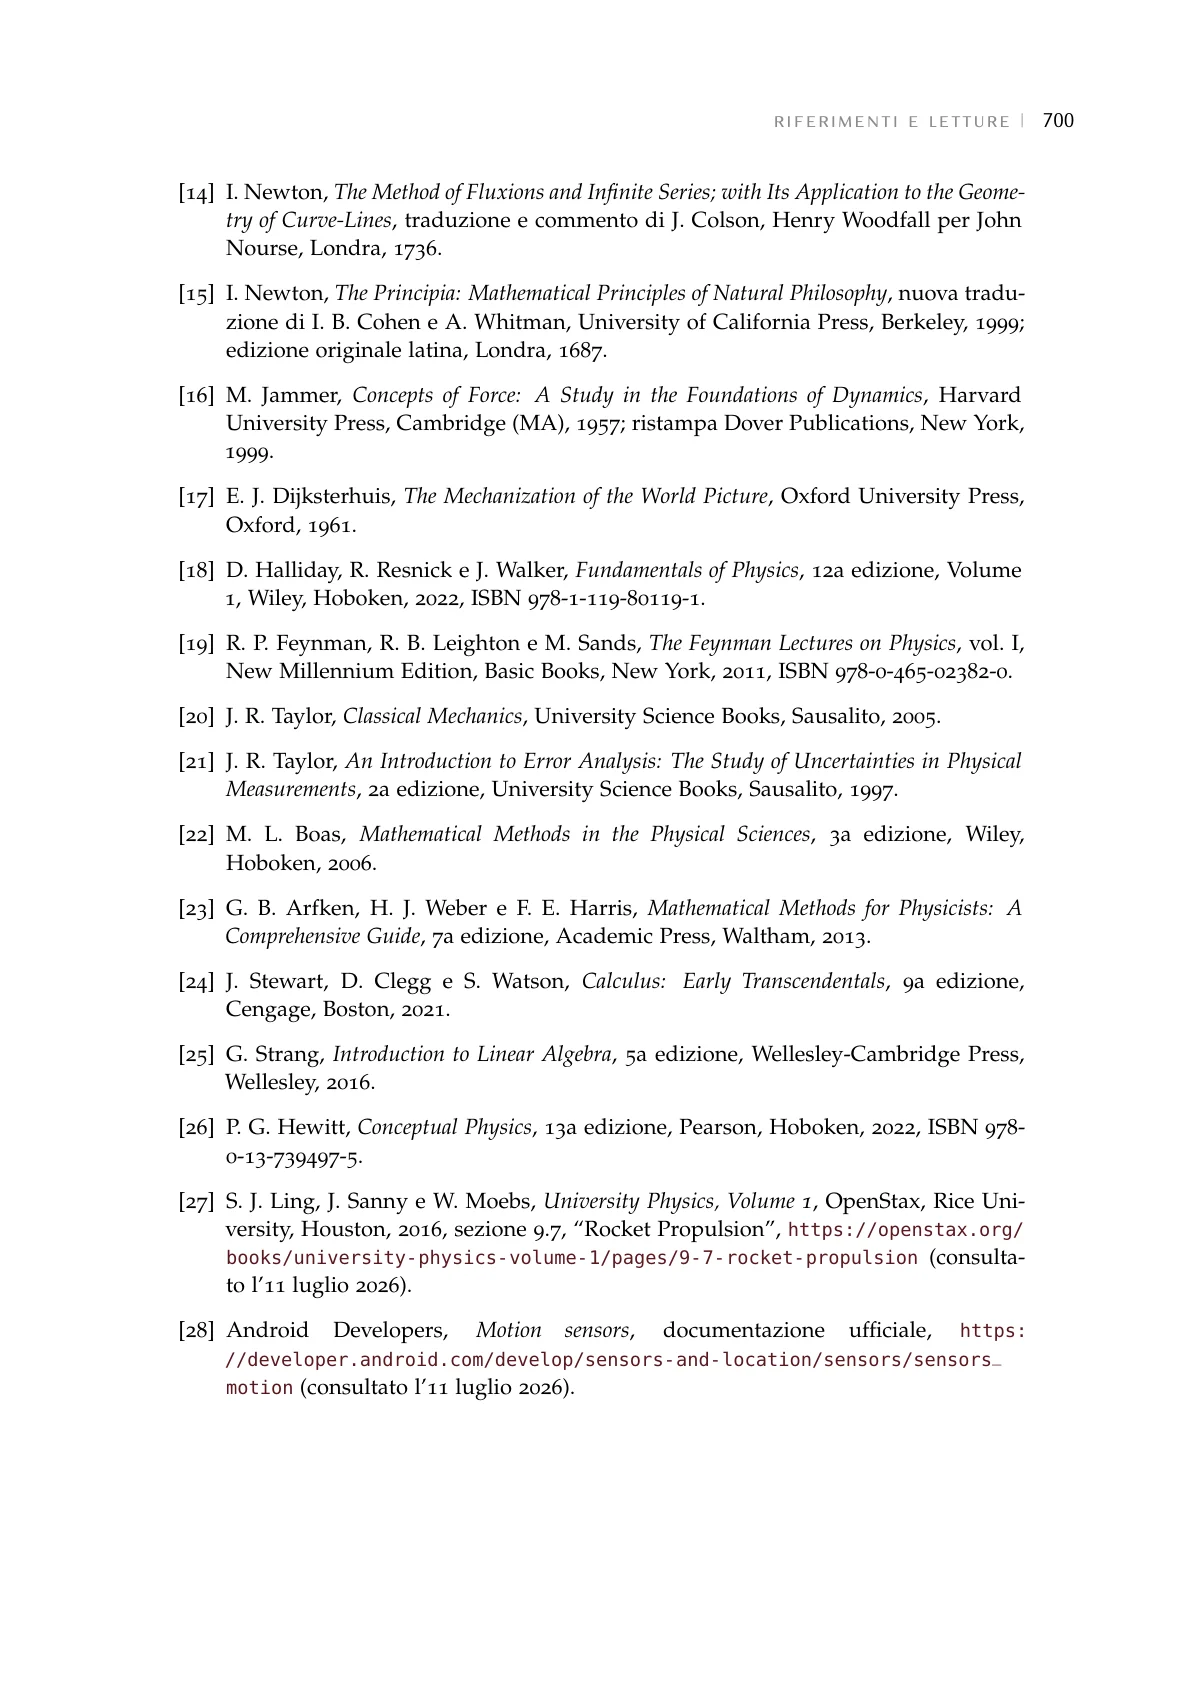 RIFERIMENTI E LETTURE | 700
[14] I. Newton, The Method of Fluxions and Infinite Series; with Its Application to the Geome-
try of Curve-Lines, traduzione e commento di J. Colson, Henry Woodfall per John
Nourse, Londra, 1736.
[15] I. Newton, The Principia: Mathematical Principles of Natural Philosophy, nuova tradu-
zione di I. B. Cohen e A. Whitman, University of California Press, Berkeley, 1999;
edizione originale latina, Londra, 1687.
[16] M. Jammer, Concepts of Force: A Study in the Foundations of Dynamics, Harvard
University Press, Cambridge (MA), 1957; ristampa Dover Publications, New York,
1999.
[17] E. J. Dijksterhuis, The Mechanization of the World Picture, Oxford University Press,
Oxford, 1961.
[18] D. Halliday, R. Resnick e J. Walker, Fundamentals of Physics, 12a edizione, Volume
1, Wiley, Hoboken, 2022, ISBN 978-1-119-80119-1.
[19] R. P. Feynman, R. B. Leighton e M. Sands, The Feynman Lectures on Physics, vol. I,
New Millennium Edition, Basic Books, New York, 2011, ISBN 978-0-465-02382-0.
[20] J. R. Taylor, Classical Mechanics, University Science Books, Sausalito, 2005.
[21] J. R. Taylor, An Introduction to Error Analysis: The Study of Uncertainties in Physical
Measurements, 2a edizione, University Science Books, Sausalito, 1997.
[22] M. L. Boas, Mathematical Methods in the Physical Sciences, 3a edizione, Wiley,
Hoboken, 2006.
[23] G. B. Arfken, H. J. Weber e F. E. Harris, Mathematical Methods for Physicists: A
Comprehensive Guide, 7a edizione, Academic Press, Waltham, 2013.
[24] J. Stewart, D. Clegg e S. Watson, Calculus: Early Transcendentals, 9a edizione,
Cengage, Boston, 2021.
[25] G. Strang, Introduction to Linear Algebra, 5a edizione, Wellesley-Cambridge Press,
Wellesley, 2016.
[26] P. G. Hewitt, Conceptual Physics, 13a edizione, Pearson, Hoboken, 2022, ISBN 978-
0-13-739497-5.
[27] S. J. Ling, J. Sanny e W. Moebs, University Physics, Volume 1, OpenStax, Rice Uni-
versity, Houston, 2016, sezione 9.7, “Rocket Propulsion”, https://openstax.org/
books/university-physics-volume-1/pages/9-7-rocket-propulsion (consulta-
to l’11 luglio 2026).
[28] Android Developers, Motion sensors, documentazione ufficiale, https:
//developer.android.com/develop/sensors-and-location/sensors/sensors_
motion (consultato l’11 luglio 2026).